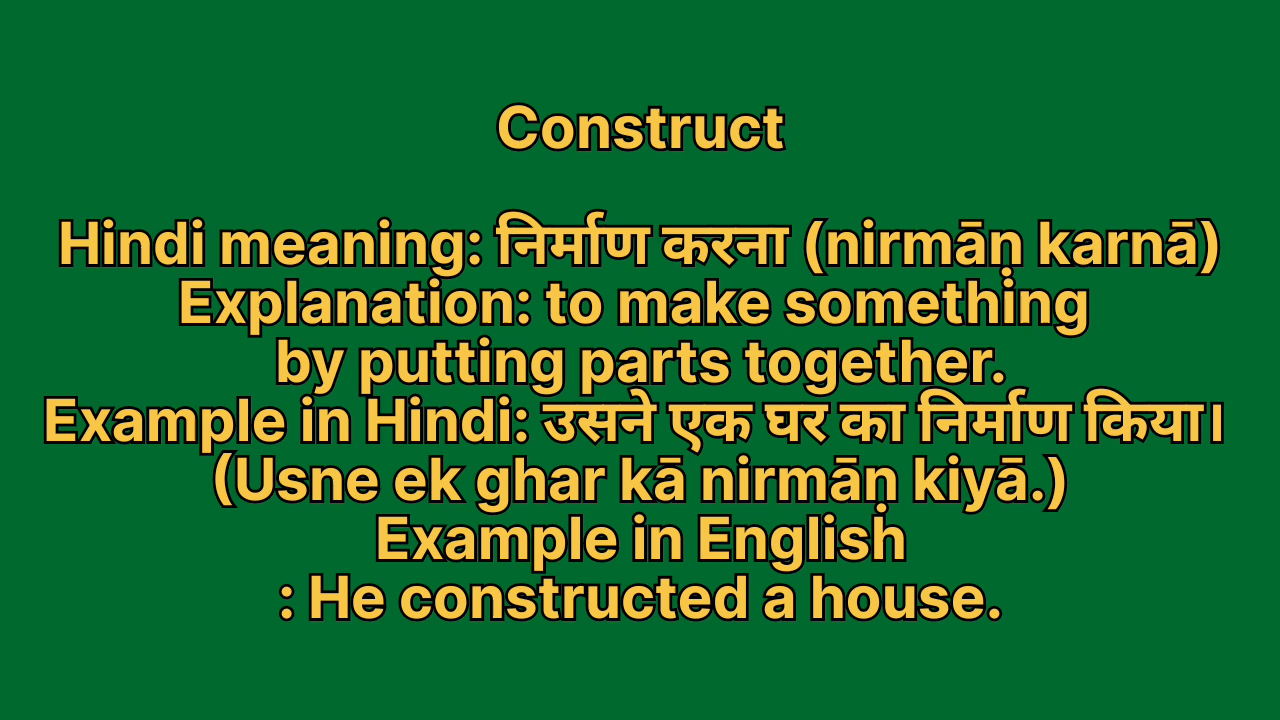 Construct
Hindi meaning: निर्माण करना (nirmāṇ karnā)
Explanation: to make something
by putting parts together.
Example in Hindi: उसने एक घर का निर्माण किया।
(Usne ek ghar kā nirmāṇ kiyā.)
Example in English
: He constructed a house.